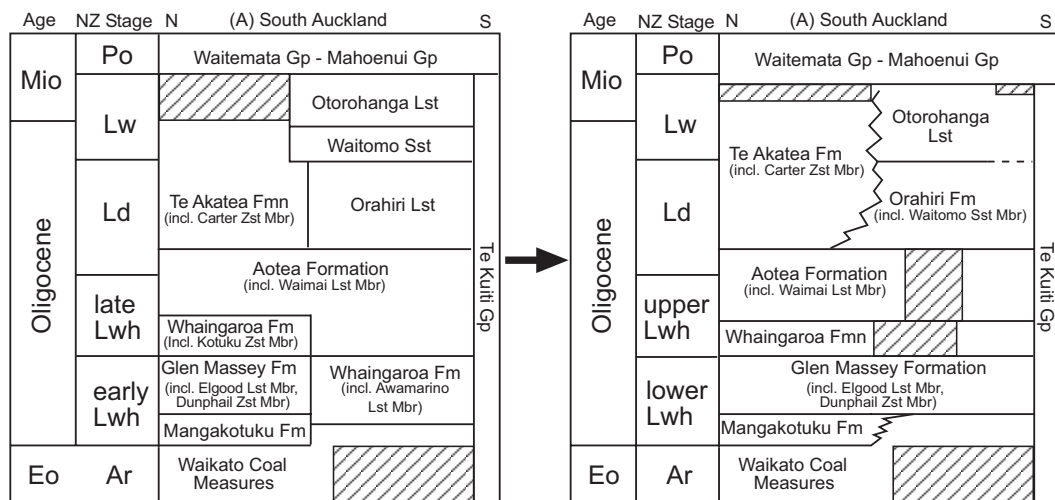 Age NZ Stage N (A) South Auckland S
Mio
Oligocene
Eo
Po
Lw
Ld
late
Lwh
early
Lwh
Ar
Waitemata Gp - Mahoenui Gp
Otorohanga Lst
Waitomo Sst
Te Akatea Fmn
(incl. Carter Zst Mbr)
Orahiri Lst
Aotea Formation
(incl. Waimai Lst Mbr)
Whaingaroa Fm
(Incl. Kotuku Zst Mbr)
Glen Massey Fm
(incl. Elgood Lst Mbr,
Dunphail Zst Mbr)
Whaingaroa Fm
(incl. Awamarino
Lst Mbr)
Mangakotuku Fm
Waikato Coal
Measures
Te Kuiti Gp
Age NZ Stage N (A) South Auckland S
Mio
Oligocene
Eo
Po
Lw
Ld
upper
Lwh
lower
Lwh
Ar
Waitemata Gp - Mahoenui Gp
Otorohanga
Lst
Te Akatea Fm
(incl. Carter Zst Mbr)
Orahiri Fm
(incl. Waitomo Sst Mbr)
Aotea Formation
(incl. Waimai Lst Mbr)
Whaingaroa Fmn
Glen Massey Formation
(incl. Elgood Lst Mbr,
Dunphail Zst Mbr)
Mangakotuku Fm
Waikato Coal
Measures
Te Kuiti Gp